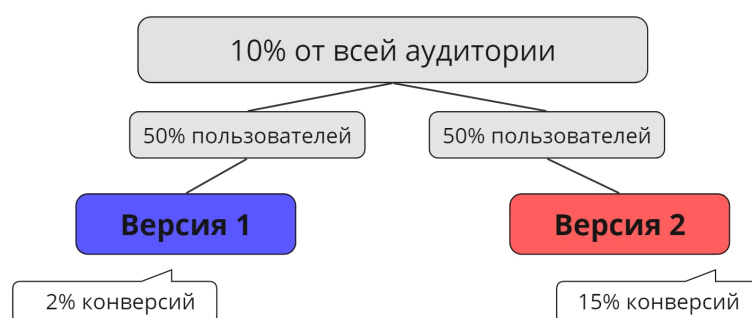 10% от всей аудитории
50% пользователей
50% пользователей
Версия 1
Версия 2
2% конверсий
15% конверсий